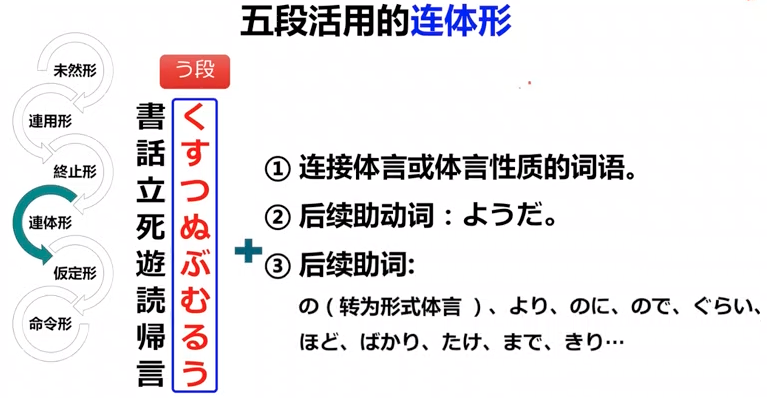 五段活用的连体形
未然形
連用形
終止形
連体形
仮定形
命令形
う段
書く
話す
立つ
死ぬ
遊ぶ
読む
帰る
言う
+
① 连接体言或体言性质的词语。
② 后续助动词：ようだ。
③ 后续助词:
の（转为形式体言 ）、より、のに、ので、ぐらい、
ほど、ばかり、たけ、まで、きり…